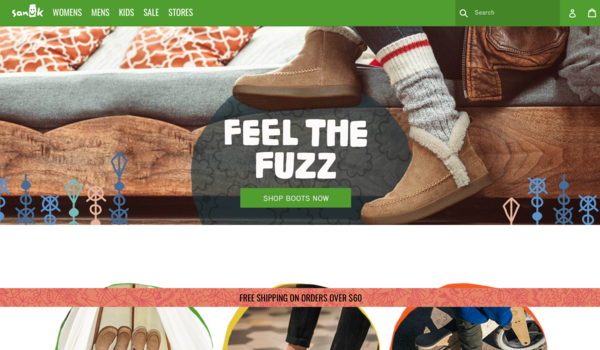 sanuk WOMENS MENS KIDS SALE STORES Search
FEEL THE
FUZZ
SHOP BOOTS NOW
FREE SHIPPING ON ORDERS OVER $60